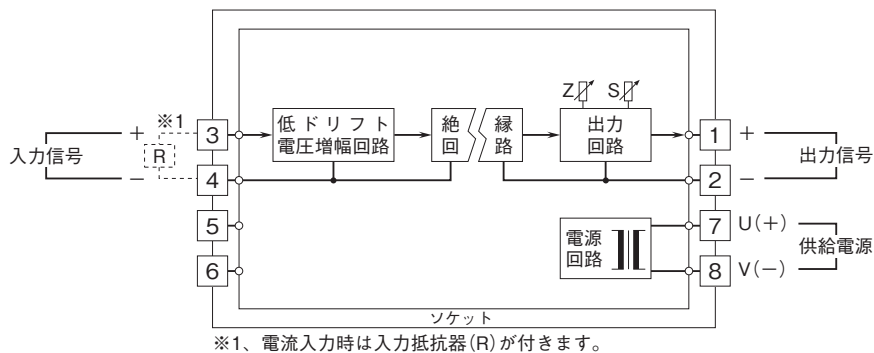 Z S
※1
入力信号
+
R
−
3
4
5
6
低ドリフト
電圧増幅回路
絶
回
縁
路
出力
回路
電源
回路
1
2
7
8
+
−
出力信号
U(+)
V(−)
供給電源
ソケット
※1、電流入力時は入力抵抗器(R)が付きます。